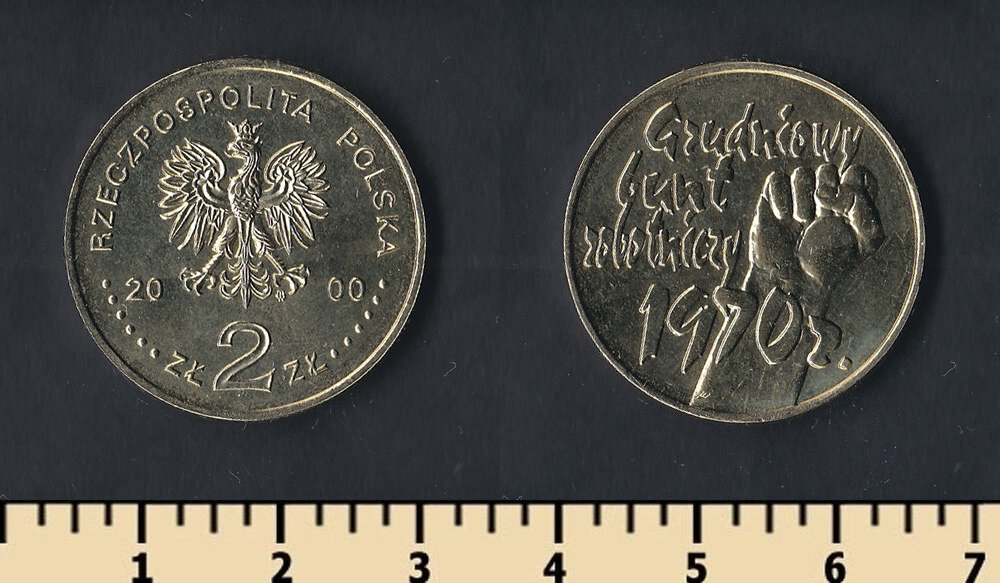 RZECZPOSPOLITA POLSKA
20 00
ZŁ 2 ZŁ
Grudniowy
bunt
robotniczy
1970 r.
1 2 3 4 5 6 7